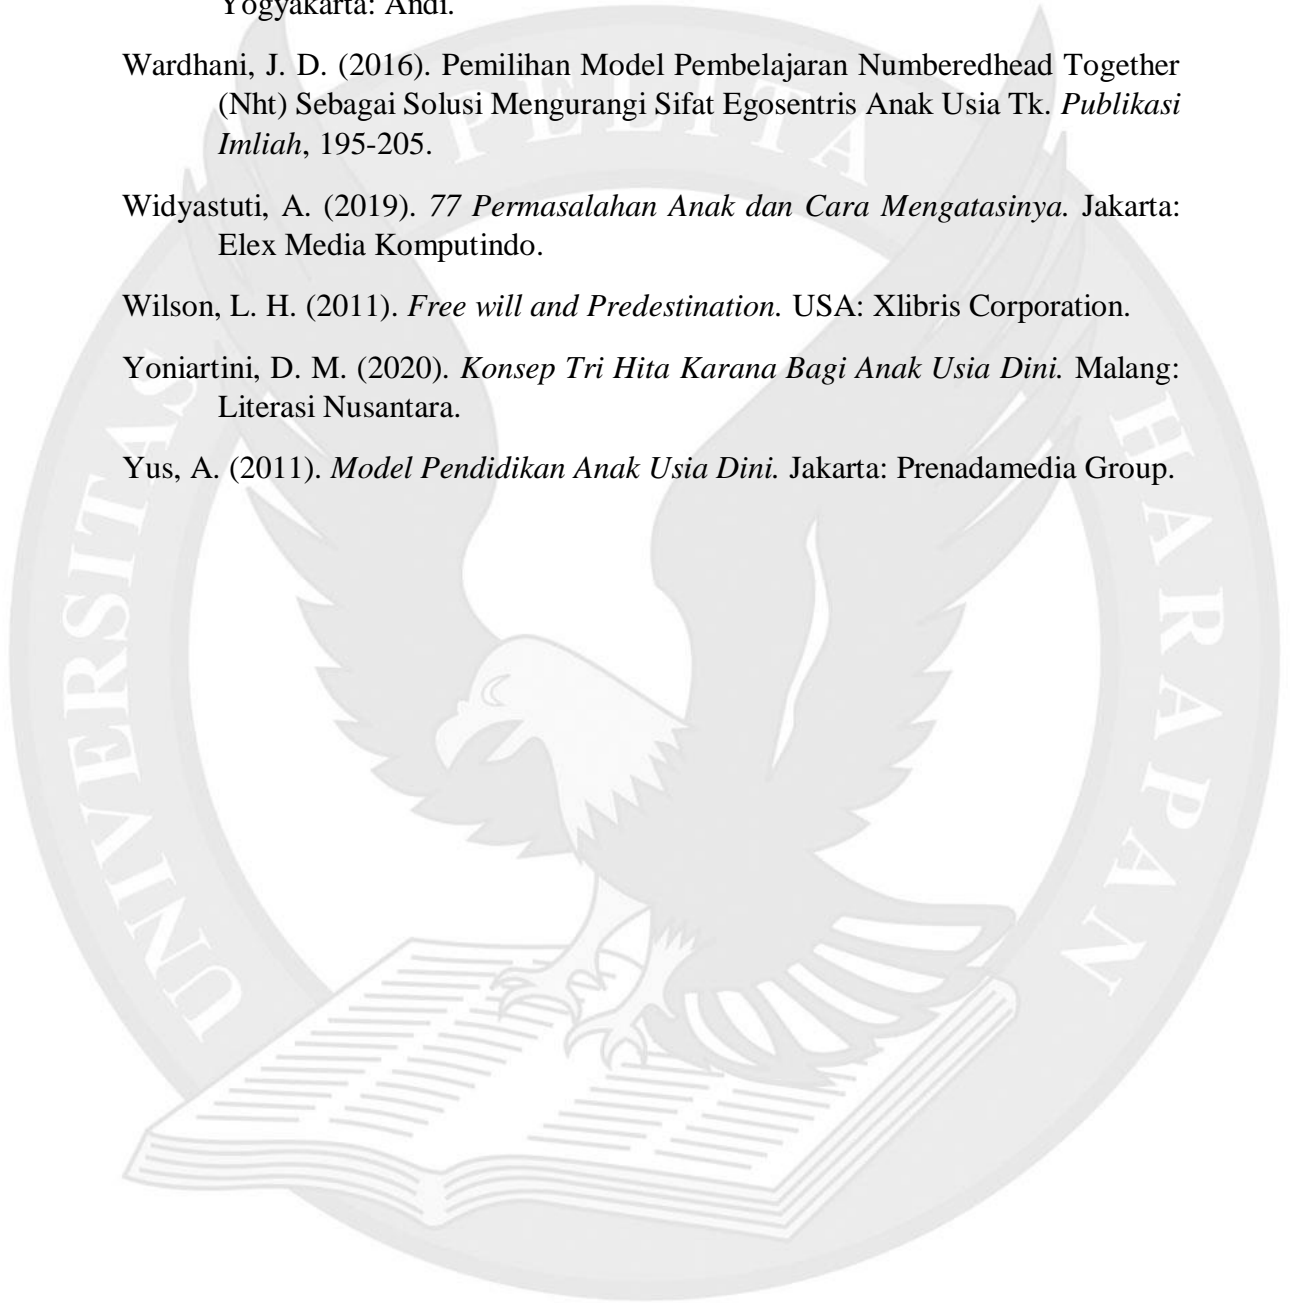 Yogyakarta: Andi.
Wardhani, J. D. (2016). Pemilihan Model Pembelajaran Numberedhead Together
(Nht) Sebagai Solusi Mengurangi Sifat Egosentris Anak Usia Tk. Publikasi
Imliah, 195-205.
Widyastuti, A. (2019). 77 Permasalahan Anak dan Cara Mengatasinya. Jakarta:
Elex Media Komputindo.
Wilson, L. H. (2011). Free will and Predestination. USA: Xlibris Corporation.
Yoniartini, D. M. (2020). Konsep Tri Hita Karana Bagi Anak Usia Dini. Malang:
Literasi Nusantara.
Yus, A. (2011). Model Pendidikan Anak Usia Dini. Jakarta: Prenadamedia Group.
UNIVERSITAS
PELITA
HARAPAN